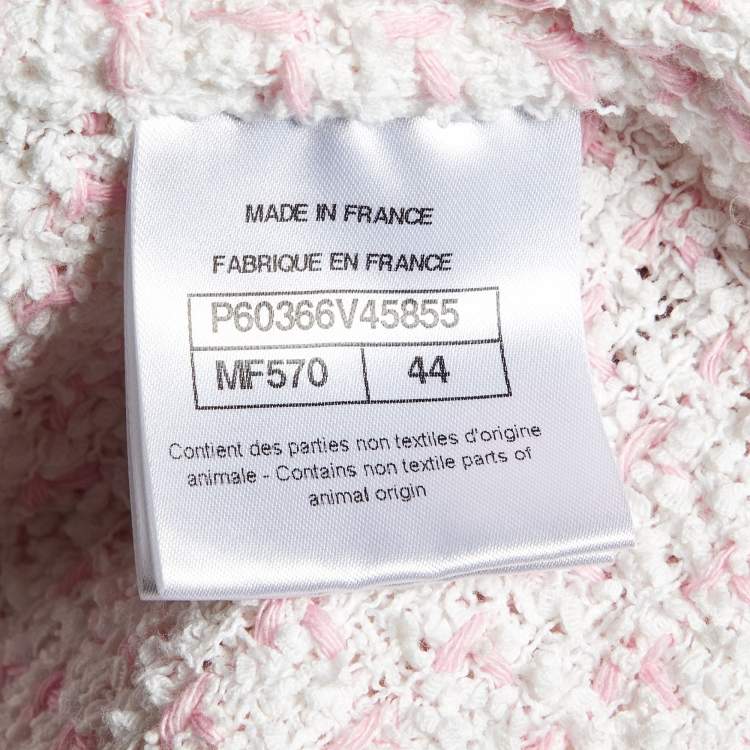 MADE IN FRANCE
FABRIQUE EN FRANCE
P60366V45855
MF570 44
Contient des parties non textiles d'origine
animale - Contains non textile parts of
animal origin